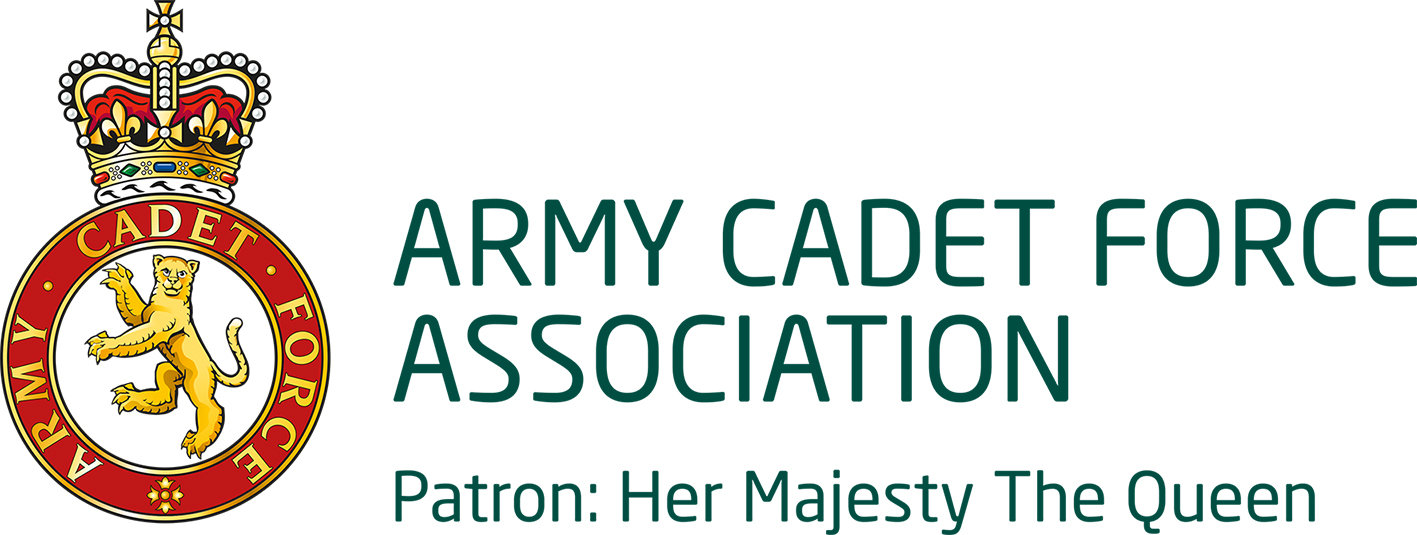 ARMY CADET FORCE
ARMY CADET FORCE
ASSOCIATION
Patron: Her Majesty The Queen